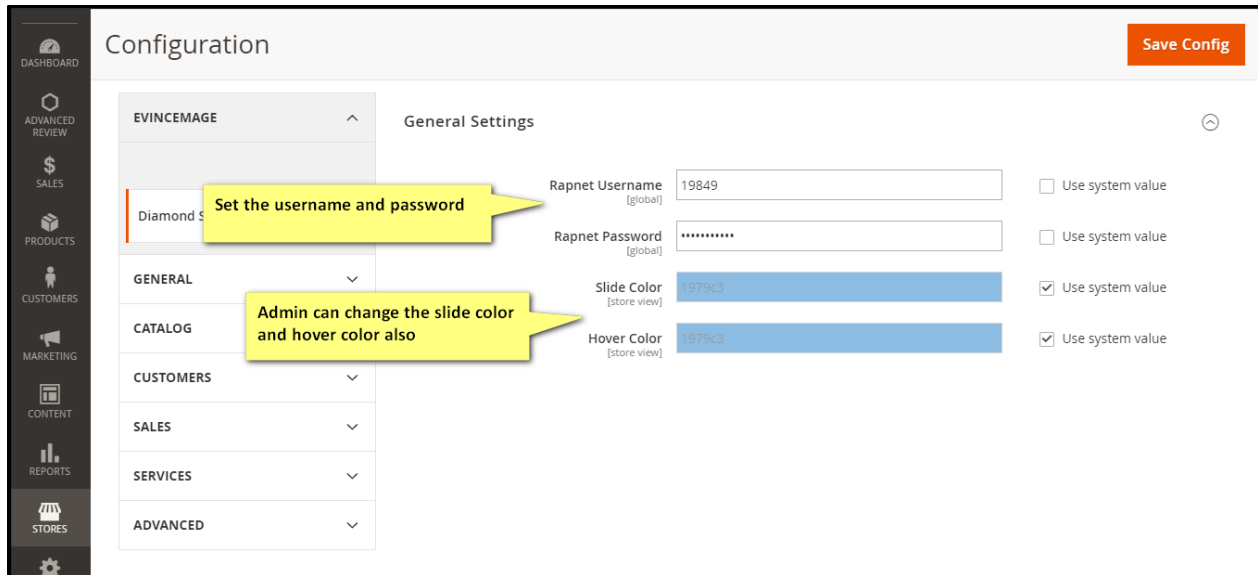 Configuration
Save Config
DASHBOARD
ADVANCED
REVIEW
SALES
PRODUCTS
CUSTOMERS
MARKETING
CONTENT
REPORTS
STORES
EVINCEMAGE
Diamond S
GENERAL
CATALOG
CUSTOMERS
SALES
SERVICES
ADVANCED
General Settings
Set the username and password
Rapnet Username 19849 Use system value
[global]
Rapnet Password ••••••••••• Use system value
[global]
Admin can change the slide color
and hover color also
Slide Color 1979c3 Use system value
[store view]
Hover Color 1979c3 Use system value
[store view]